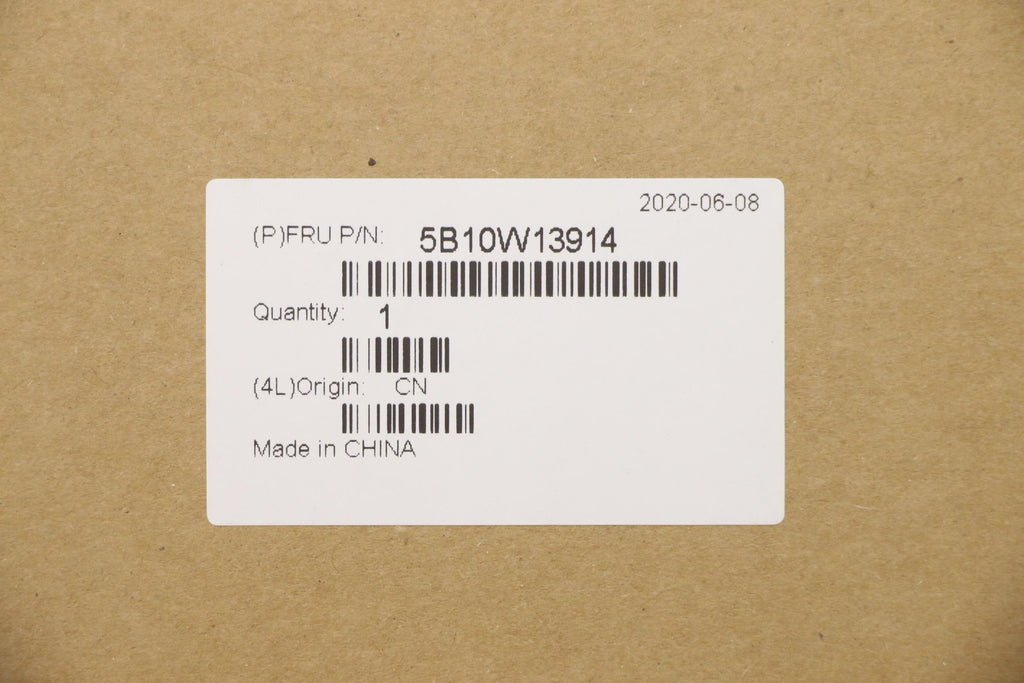 2020-06-08
(P)FRU P/N: 5B10W13914
Quantity: 1
(4L)Origin: CN
Made in CHINA